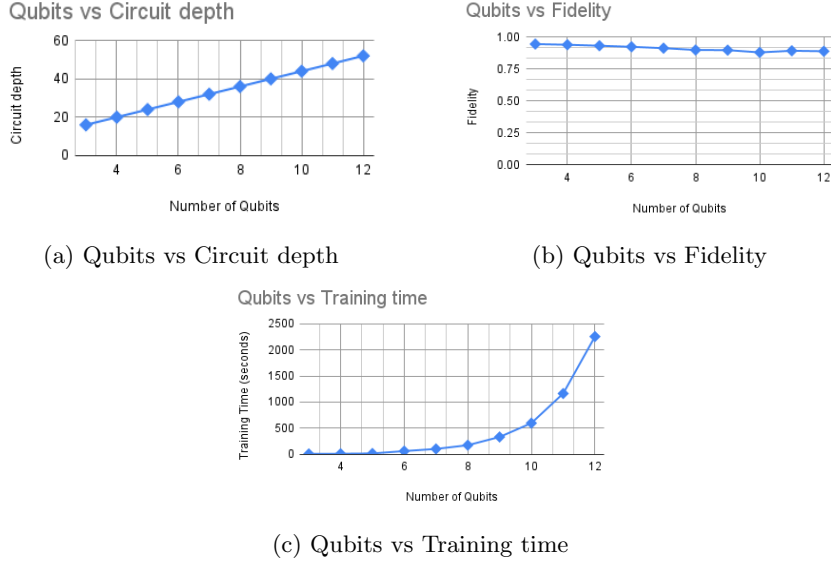 Qubits vs Circuit depth
60
40
20
0
Circuit depth
4 6 8 10 12
Number of Qubits
(a) Qubits vs Circuit depth
Qubits vs Fidelity
1.00
0.75
0.50
0.25
0.00
Fidelity
4 6 8 10 12
Number of Qubits
(b) Qubits vs Fidelity
Qubits vs Training time
2500
2000
1500
1000
500
0
Training Time (seconds)
4 6 8 10 12
Number of Qubits
(c) Qubits vs Training time